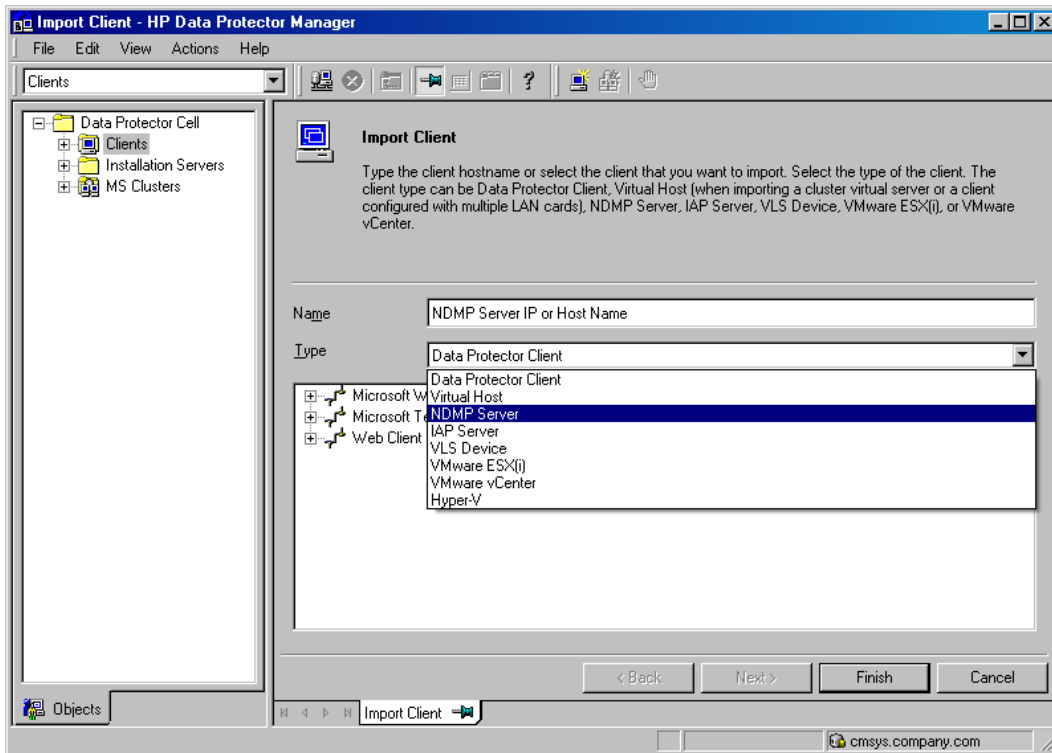 Import Client - HP Data Protector Manager
File Edit View Actions Help
Clients
Data Protector Cell
Clients
Installation Servers
MS Clusters
Import Client
Type the client hostname or select the client that you want to import. Select the type of the client. The
client type can be Data Protector Client, Virtual Host (when importing a cluster virtual server or a client
configured with multiple LAN cards), NDMP Server, IAP Server, VLS Device, VMware ESX(i), or VMware
vCenter.
Name NDMP Server IP or Host Name
Type Data Protector Client
Data Protector Client
Microsoft W Virtual Host
Microsoft Te NDMP Server
IAP Server
Web Client
VLS Device
VMware ESX(i)
VMware vCenter
Hyper-V
< Back Next > Finish Cancel
Objects
Import Client
cmsys.company.com